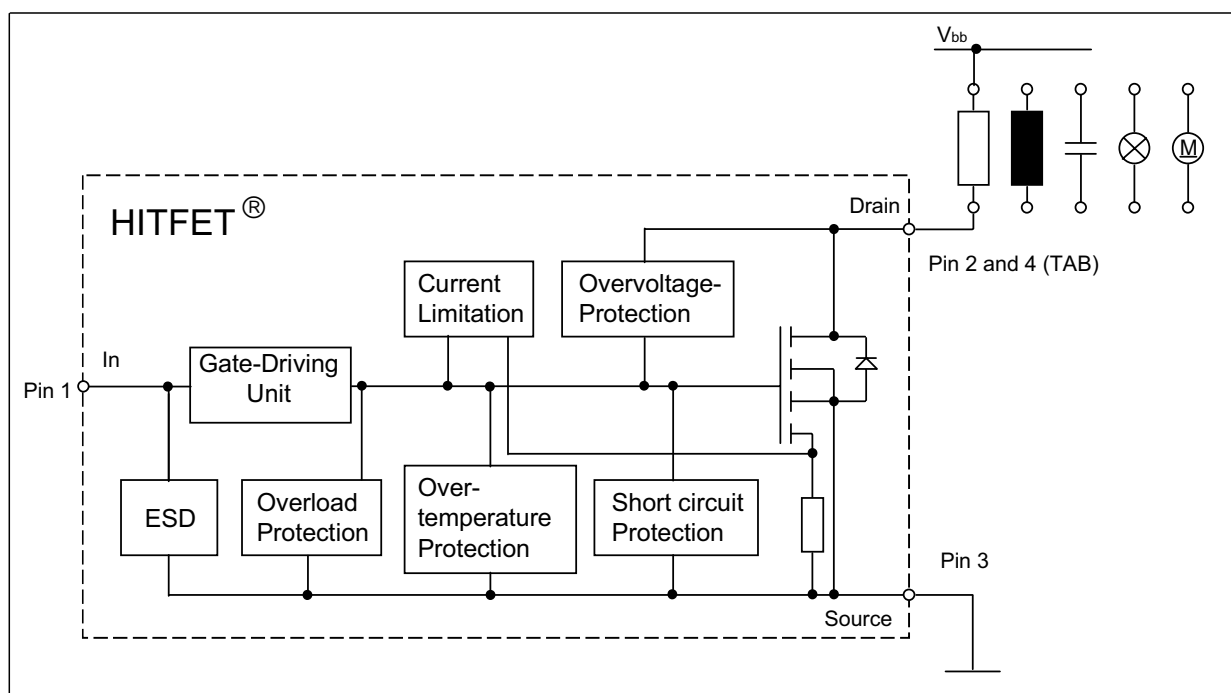 Vbb
M
HITFET ®
Drain
Pin 2 and 4 (TAB)
Current
Limitation
Overvoltage-
Protection
In
Pin 1
Gate-Driving
Unit
ESD
Overload
Protection
Over-
temperature
Protection
Short circuit
Protection
Pin 3
Source